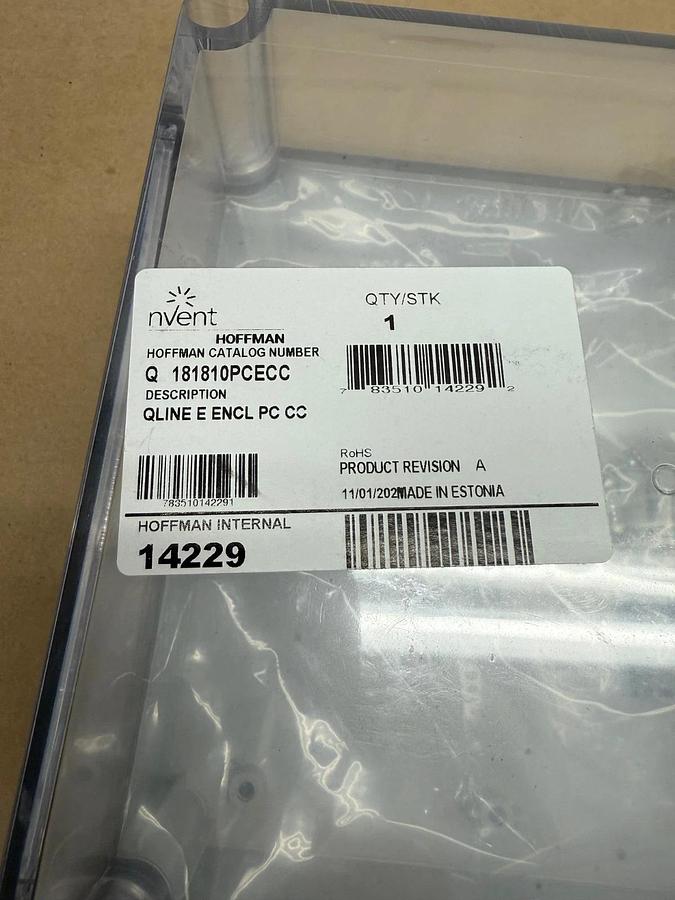 nVent
HOFFMAN
HOFFMAN CATALOG NUMBER
Q 181810PCECC
DESCRIPTION
QLINE E ENCL PC CC
QTY/STK
1
7 83510 14229 2
783510142291
RoHS
PRODUCT REVISION A
MADE IN ESTONIA
HOFFMAN INTERNAL
14229